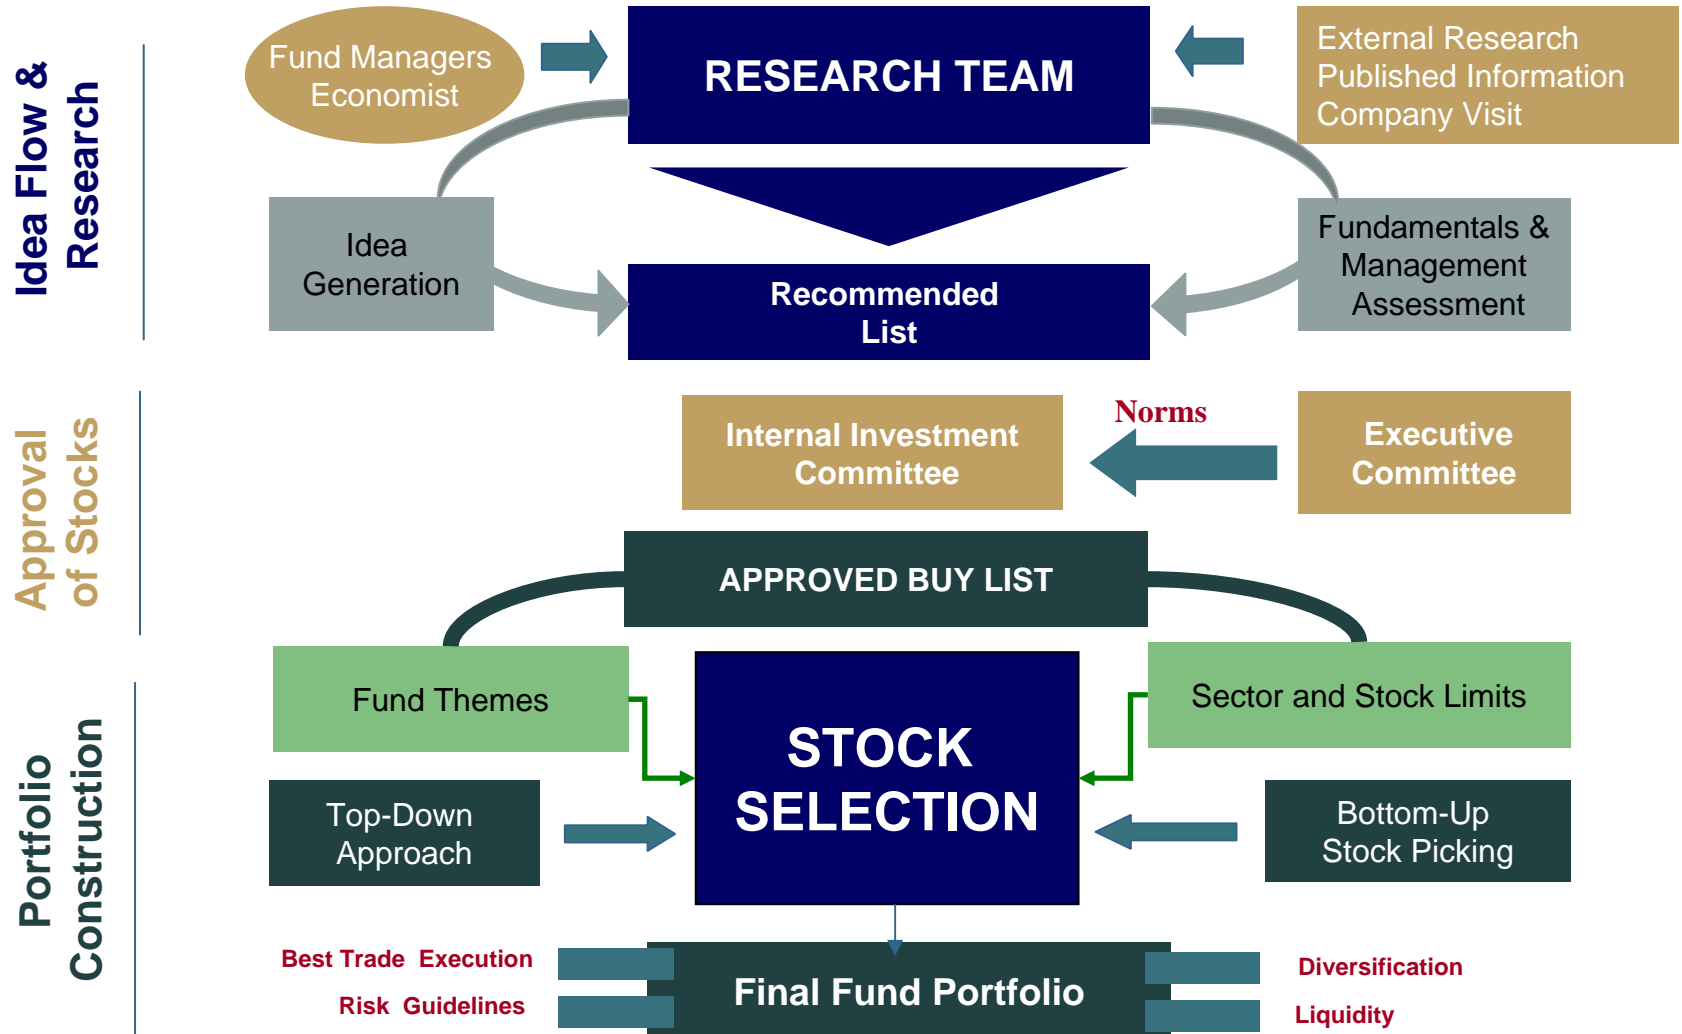 Idea Flow &
Research
Fund Managers
Economist
RESEARCH TEAM
External Research
Published Information
Company Visit
Idea
Generation
Fundamentals &
Management
Assessment
Recommended
List
Approval
of Stocks
Internal Investment
Committee
Norms
Executive
Committee
APPROVED BUY LIST
Portfolio
Construction
Fund Themes
Sector and Stock Limits
STOCK
SELECTION
Top-Down
Approach
Bottom-Up
Stock Picking
Best Trade Execution
Risk Guidelines
Final Fund Portfolio
Diversification
Liquidity